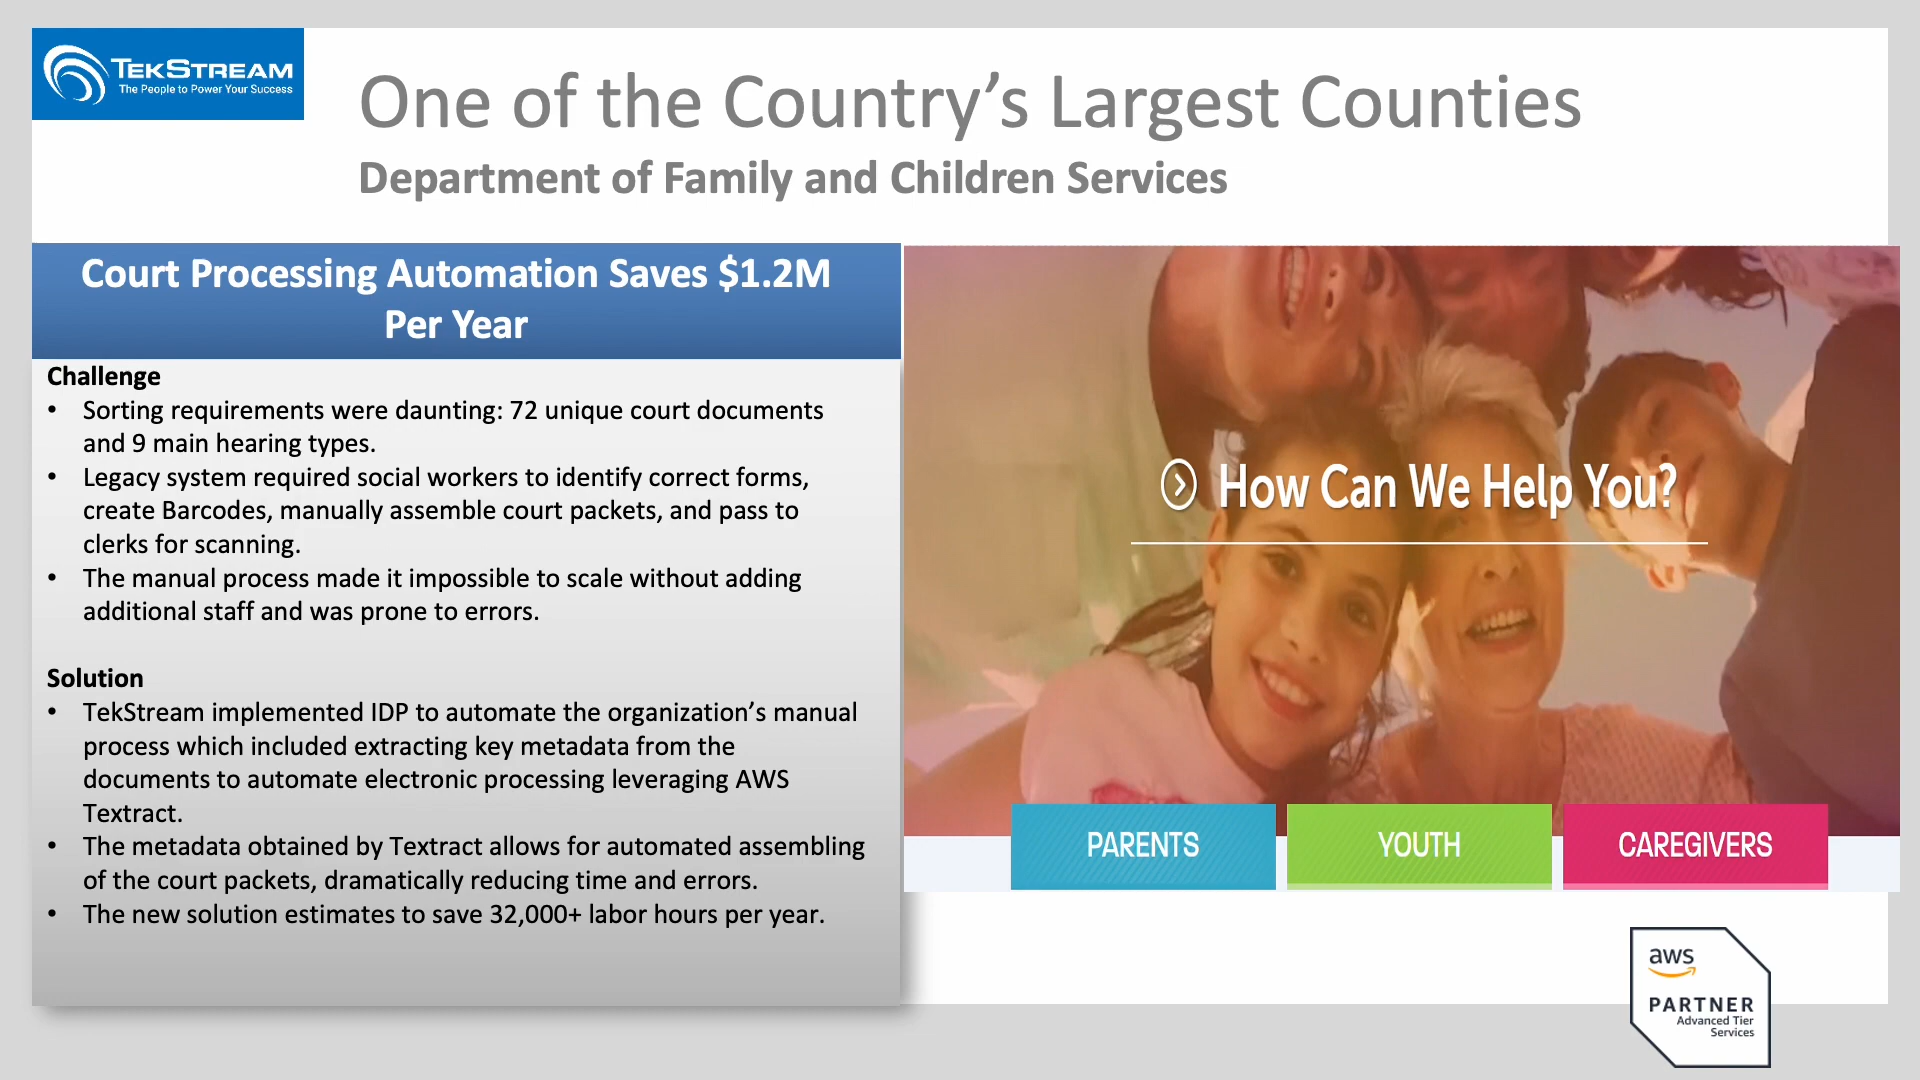 TEKSTREAM
The People to Power Your Success
One of the Country’s Largest Counties
Department of Family and Children Services
Court Processing Automation Saves $1.2M
Per Year
Challenge
• Sorting requirements were daunting: 72 unique court documents
and 9 main hearing types.
• Legacy system required social workers to identify correct forms,
create Barcodes, manually assemble court packets, and pass to
clerks for scanning.
• The manual process made it impossible to scale without adding
additional staff and was prone to errors.
Solution
• TekStream implemented IDP to automate the organization’s manual
process which included extracting key metadata from the
documents to automate electronic processing leveraging AWS
Textract.
• The metadata obtained by Textract allows for automated assembling
of the court packets, dramatically reducing time and errors.
• The new solution estimates to save 32,000+ labor hours per year.
How Can We Help You?
PARENTS
YOUTH
CAREGIVERS
aws
PARTNER
Advanced Tier
Services